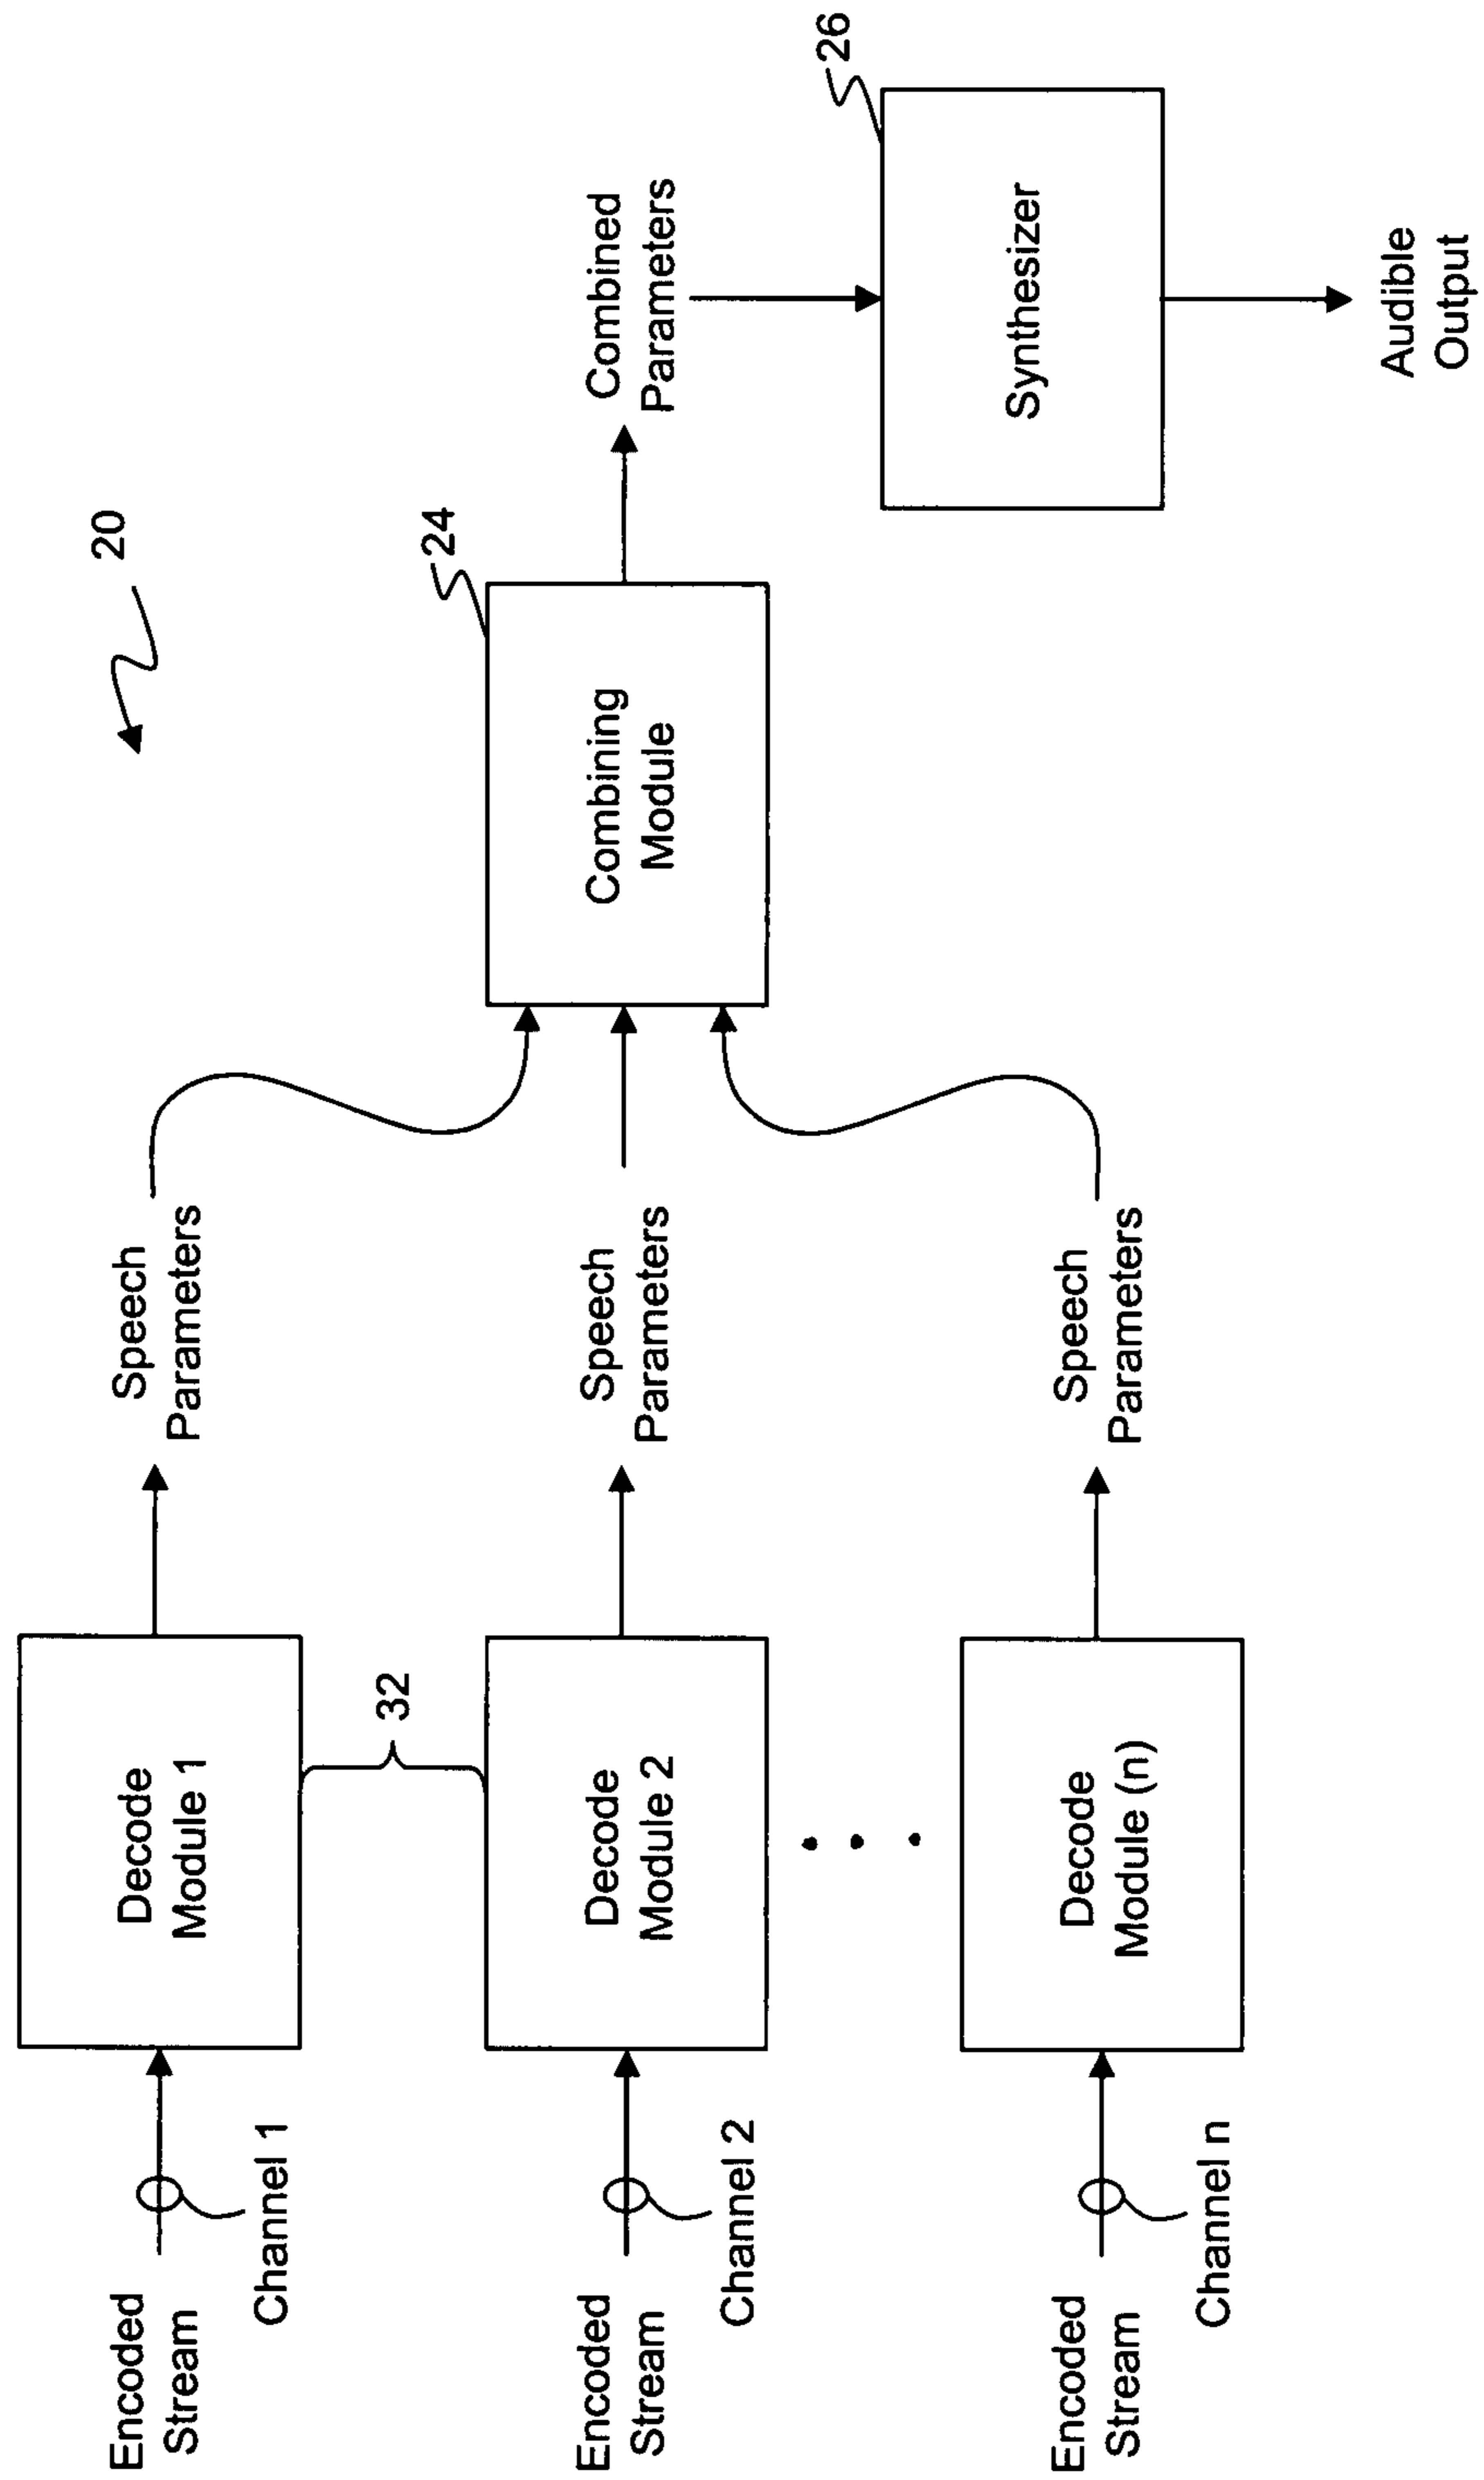 20
Encoded
Stream
Channel 1
Decode
Module 1
Speech
Parameters
32
Encoded
Stream
Channel 2
Decode
Module 2
Speech
Parameters
24
Combining
Module
Combined
Parameters
26
Synthesizer
Audible
Output
Encoded
Stream
Channel n
Decode
Module (n)
Speech
Parameters